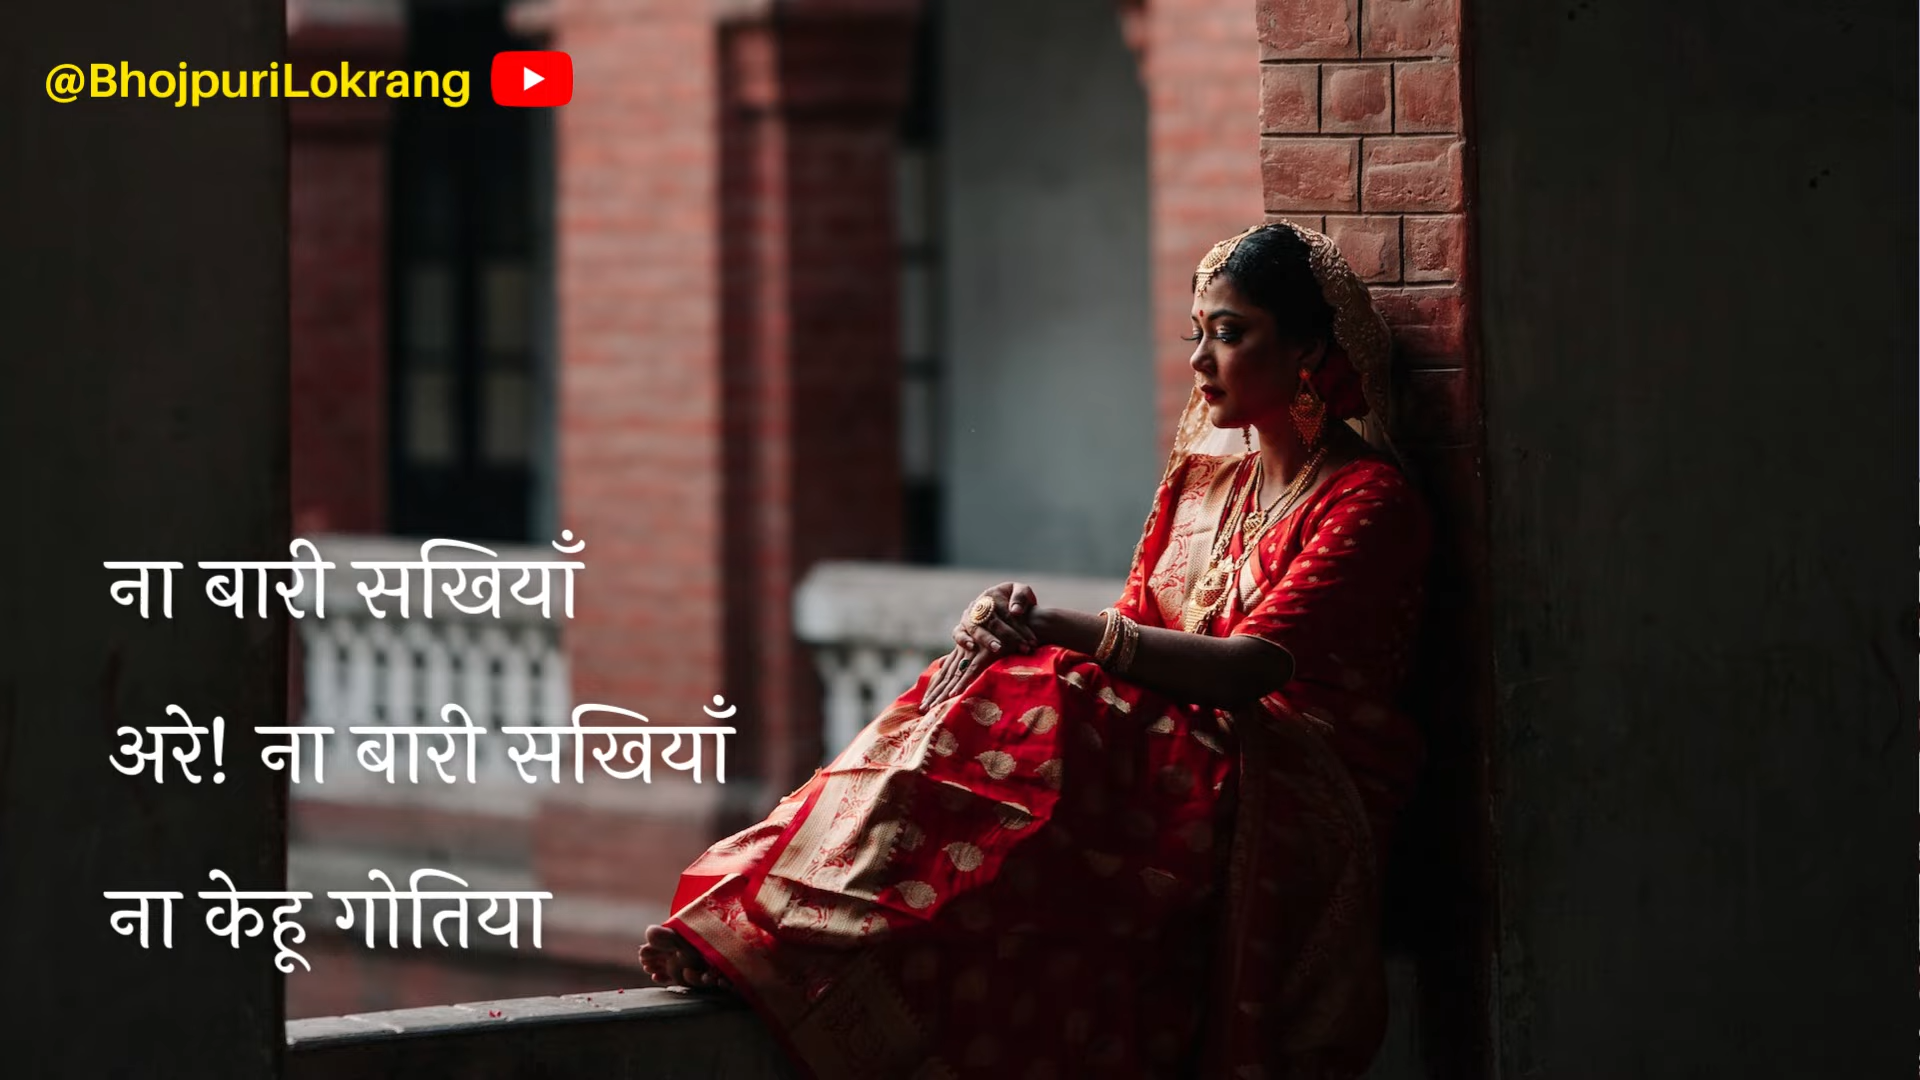 @BhojpuriLokrang
ना बारी सखियाँ
अरे! ना बारी सखियाँ
ना केहू गोतिया